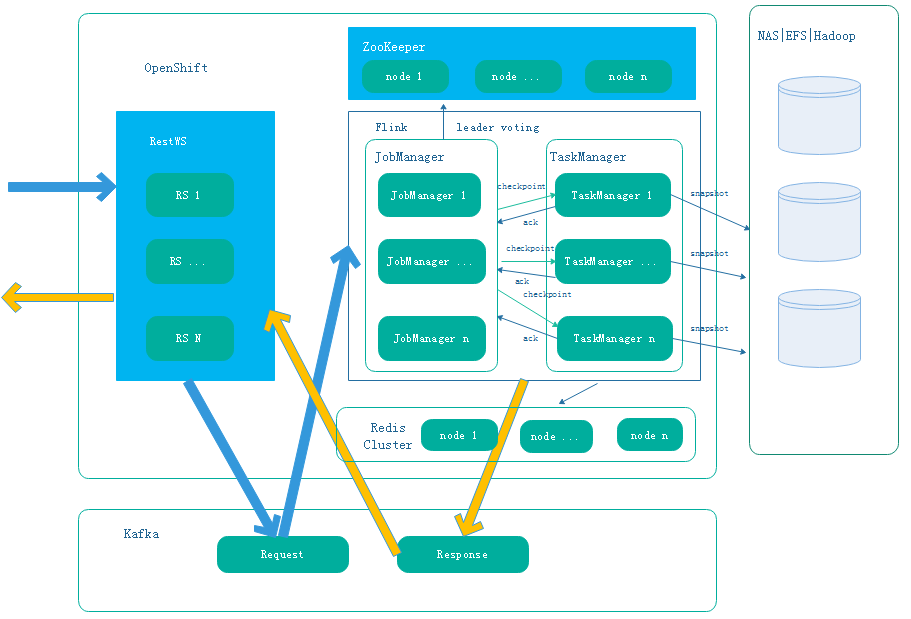 OpenShift
ZooKeeper
node 1
node ...
node n
NAS|EFS|Hadoop
RestWS
RS 1
RS ...
RS N
Flink
leader voting
JobManager
JobManager 1
JobManager ...
JobManager n
TaskManager
TaskManager 1
TaskManager ...
TaskManager n
checkpoint
ack
checkpoint
ack
checkpoint
ack
snapshot
snapshot
snapshot
Redis
Cluster
node 1
node ...
node n
Kafka
Request
Response